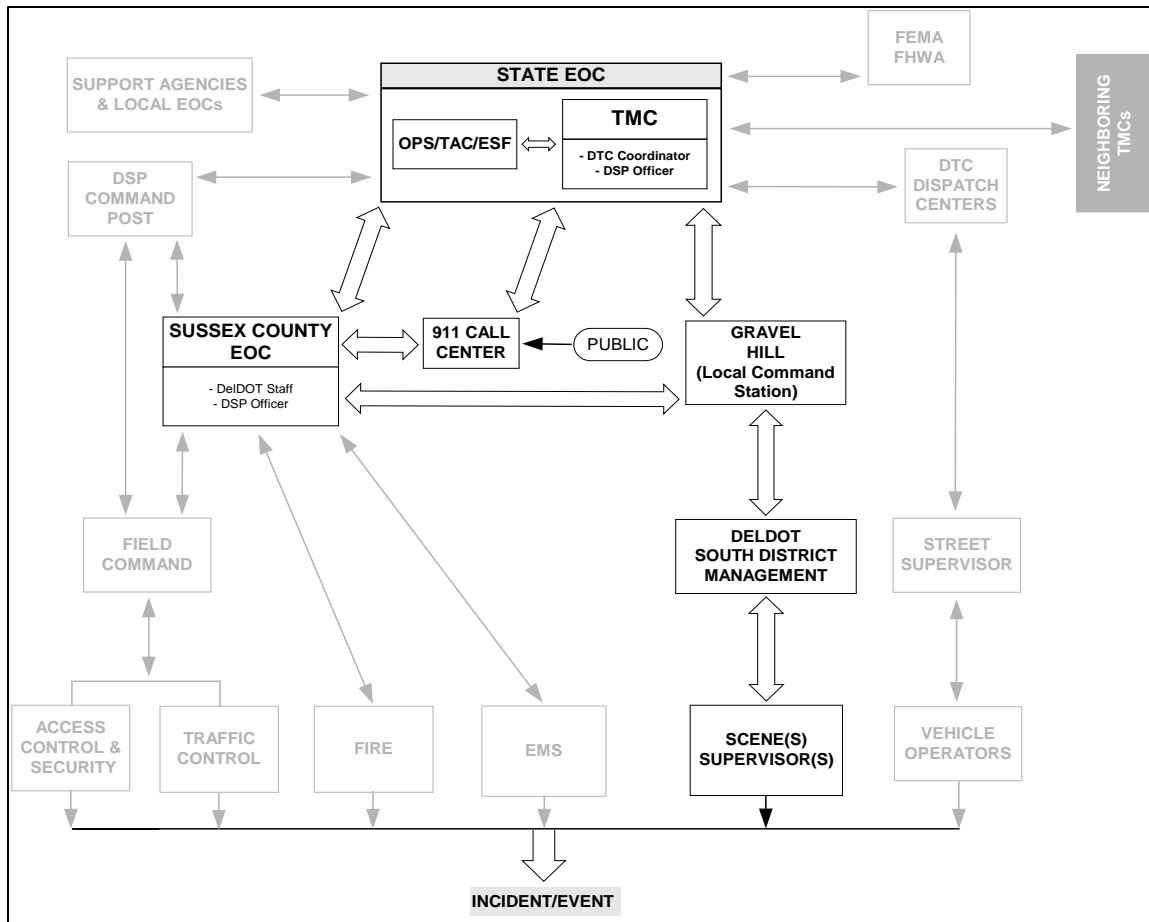 FEMA
FHWA
STATE EOC
SUPPORT AGENCIES
& LOCAL EOCs
NEIGHBORING
TMCs
TMC
OPS/TAC/ESF
- DTC Coordinator
- DSP Officer
DSP
COMMAND
POST
DTC
DISPATCH
CENTERS
SUSSEX COUNTY
EOC
- DelDOT Staff
- DSP Officer
911 CALL
CENTER
PUBLIC
GRAVEL
HILL
(Local Command
Station)
FIELD
COMMAND
DELDOT
SOUTH DISTRICT
MANAGEMENT
STREET
SUPERVISOR
ACCESS
CONTROL &
SECURITY
TRAFFIC
CONTROL
FIRE
EMS
SCENE(S)
SUPERVISOR(S)
VEHICLE
OPERATORS
INCIDENT/EVENT